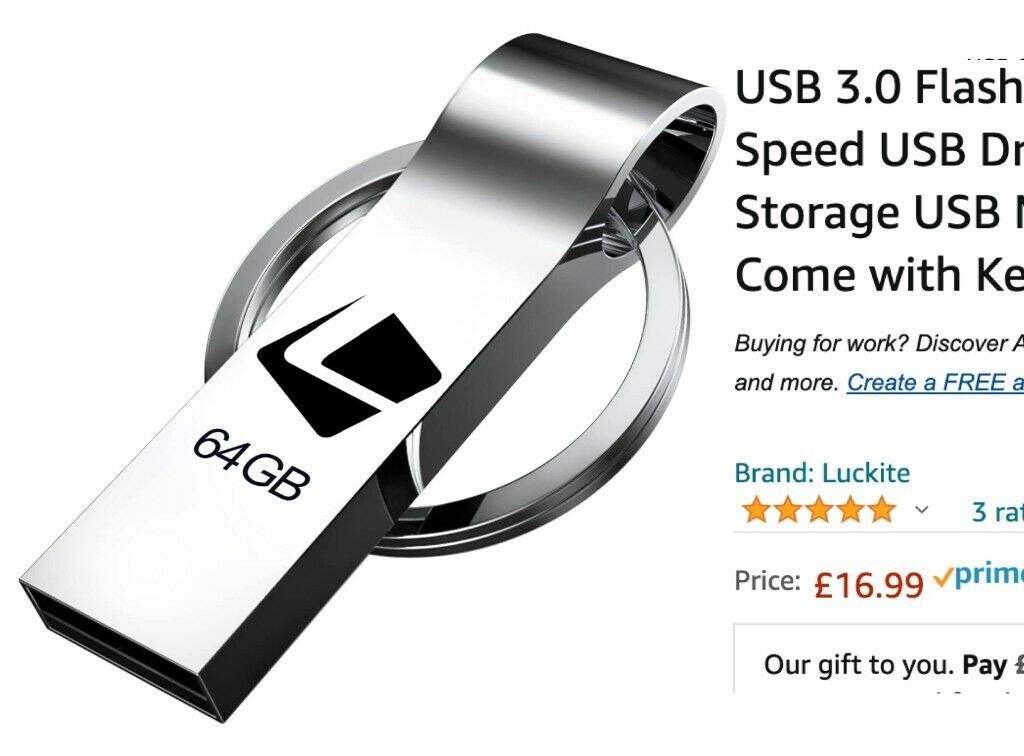 64GB
USB 3.0 Flash
Speed USB Dr
Storage USB
Come with Ke
Buying for work? Discover A
and more. Create a FREE a
Brand: Luckite
3 rat
Price: £16.99 ✓prime
Our gift to you. Pay £